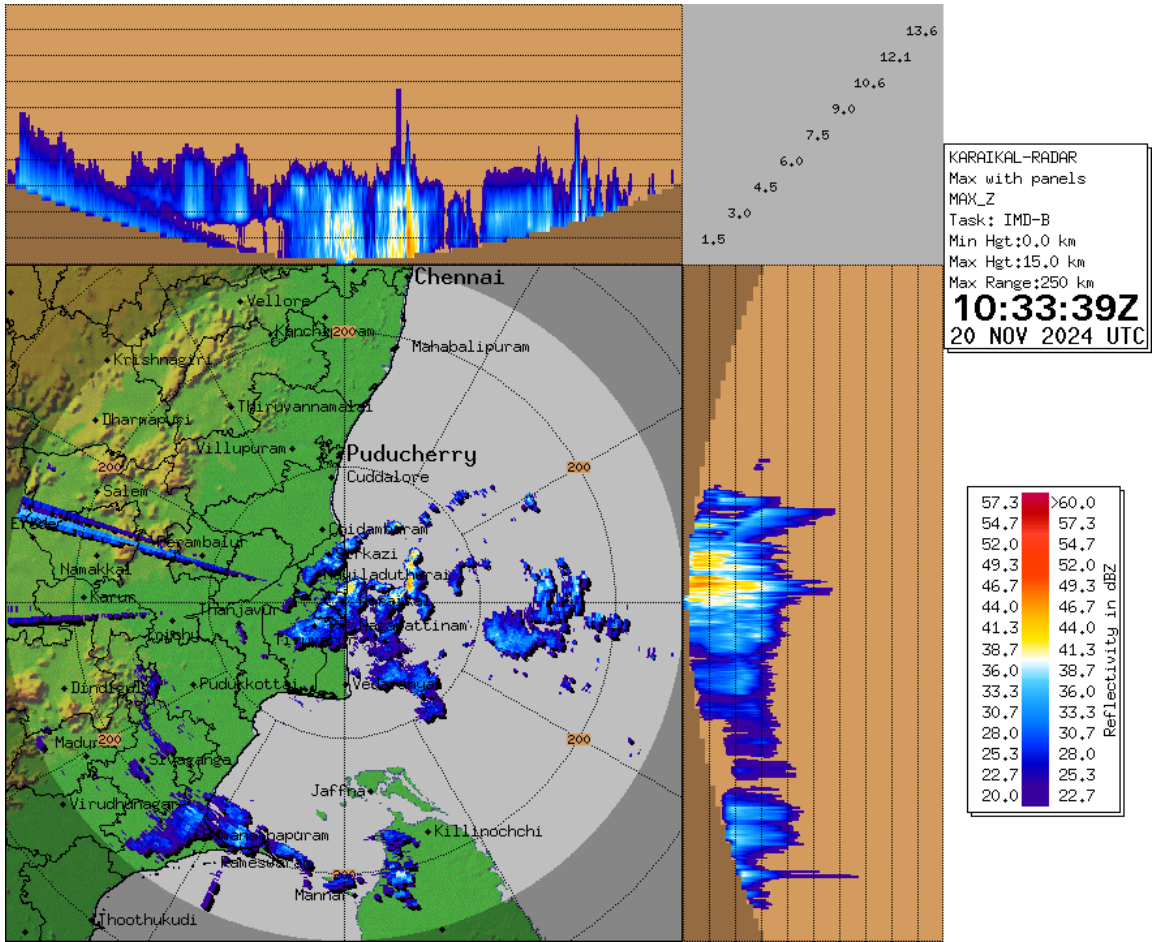 13.6
12.1
10.6
9.0
7.5
6.0
4.5
3.0
1.5
KARAIKAL-RADAR
Max with panels
MAX_Z
Task: IMD-B
Min Hgt:0.0 km
Max Hgt:15.0 km
Max Range:250 km
10:33:39Z
20 NOV 2024 UTC
Chennai
Vellore
200
Mahabalipuram
Krishnagiri
Thiruvannamalai
Dharmapuri
Villupuram
Puducherry
200
200
Cuddalore
Salem
Chidambaram
Perambalur
Namakkal
Karur
Thanjavur
Pudukkottai
Dindigul
200
200
Sivaganga
Jaffna
Virudhunagar
Killinochchi
Rameswaram
200
Mannar
Thoothukudi
57.3 >60.0
54.7 57.3
52.0 54.7
49.3 52.0
46.7 49.3
44.0 46.7
41.3 44.0
38.7 41.3
36.0 38.7
33.3 36.0
30.7 33.3
28.0 30.7
25.3 28.0
22.7 25.3
20.0 22.7
Reflectivity in dBZ